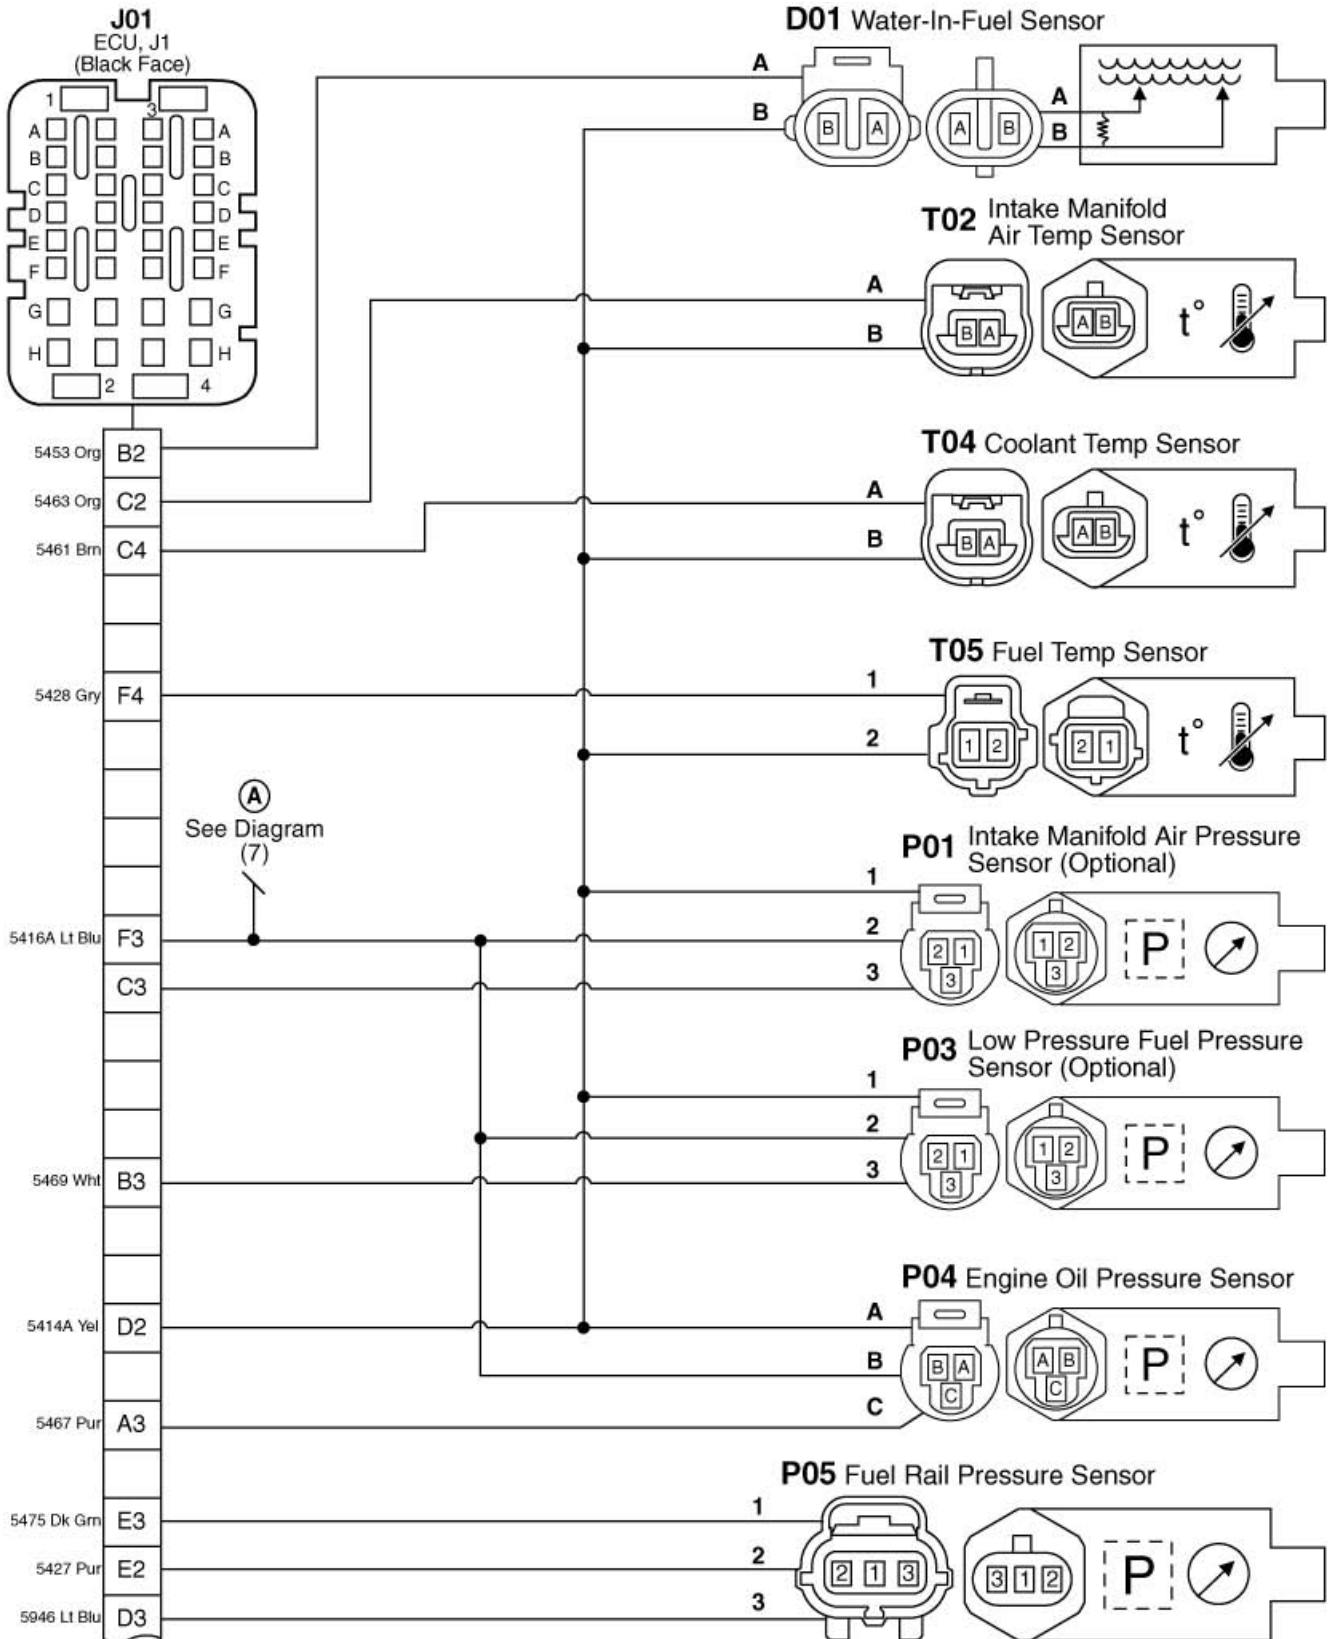 J01
ECU, J1
(Black Face)
1
3
A A
B B
C C
D D
E E
F F
G G
H H
2 4
D01 Water-In-Fuel Sensor
A
B
B A
A B
A
B
T02 Intake Manifold
Air Temp Sensor
A
B
B A
A B
t°
5453 Org B2
5463 Org C2
5461 Brn C4
T04 Coolant Temp Sensor
A
B
B A
A B
t°
T05 Fuel Temp Sensor
5428 Gry F4
1
2
1 2
2 1
t°
A
See Diagram
(7)
P01 Intake Manifold Air Pressure
Sensor (Optional)
5416A Lt Blu F3
C3
1
2
3
2 1
3
1 2
3
P
P03 Low Pressure Fuel Pressure
Sensor (Optional)
1
2
3
2 1
3
1 2
3
P
5469 Wht B3
P04 Engine Oil Pressure Sensor
5414A Yel D2
5467 Pur A3
A
B
C
B A
C
A B
C
P
P05 Fuel Rail Pressure Sensor
5475 Dk Grn E3
5427 Pur E2
5946 Lt Blu D3
1
2
3
2 1 3
3 1 2
P